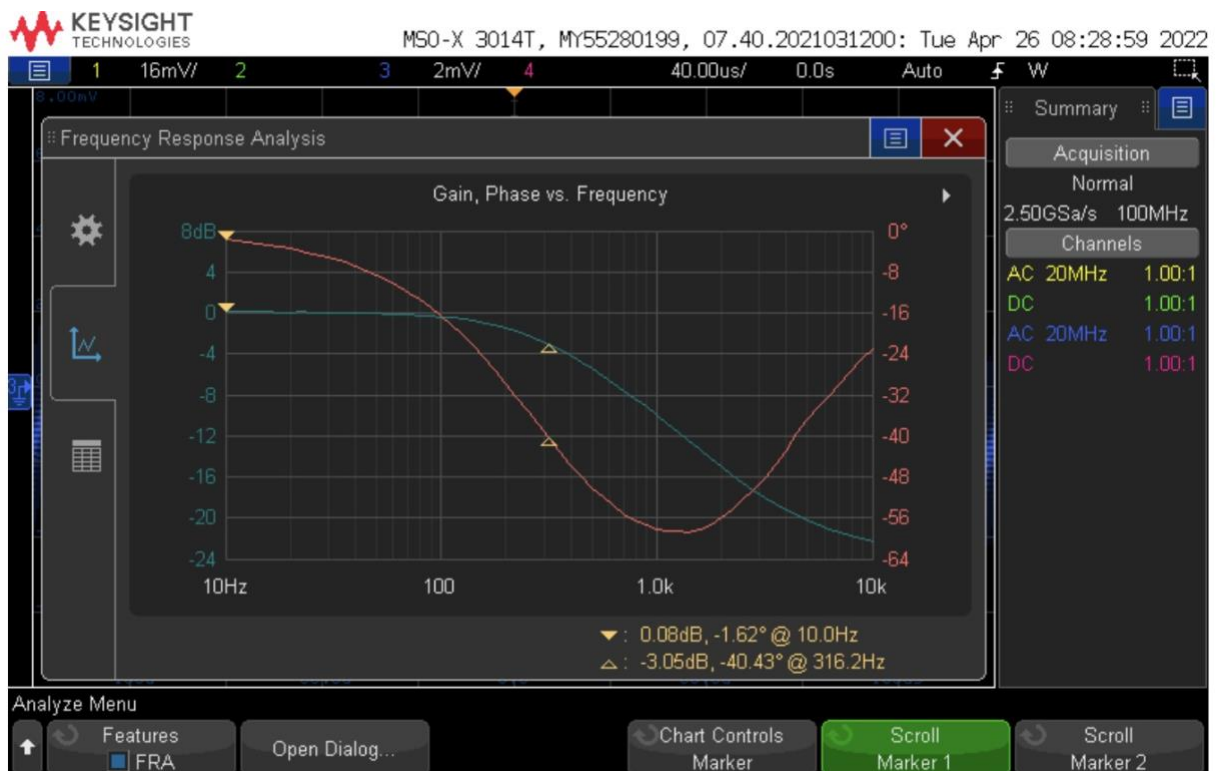 KEYSIGHT
TECHNOLOGIES
MSO-X 3014T, MY55280199, 07.40.2021031200: Tue Apr 26 08:28:59 2022
1 16mV/ 2 3 2mV/ 4 40.00us/ 0.0s Auto W
8.00mV
Summary
Frequency Response Analysis
Acquisition
Normal
2.50GSa/s 100MHz
Channels
AC 20MHz 1.00:1
DC 1.00:1
AC 20MHz 1.00:1
DC 1.00:1
Gain, Phase vs. Frequency
8dB 0°
4 -8
0 -16
-4 -24
-8 -32
-12 -40
-16 -48
-20 -56
-24 -64
10Hz 100 1.0k 10k
: 0.08dB, -1.62° @ 10.0Hz
: -3.05dB, -40.43° @ 316.2Hz
Analyze Menu
Features
FRA
Open Dialog...
Chart Controls
Marker
Scroll
Marker 1
Scroll
Marker 2